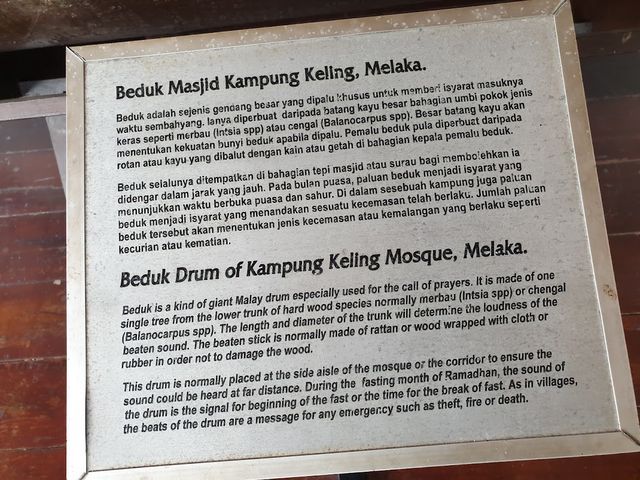 Beduk Masjid Kampung Keling, Melaka.
Beduk adalah sejenis gendang besar yang dipalu khusus untuk memberi isyarat masuknya
waktu sembahyang. Ianya diperbuat daripada batang kayu besar bahagian umbi pokok jenis
keras seperti merbau (Intsia spp) atau cengal (Balanocarpus spp). Besar batang kayu akan
menentukan kekuatan bunyi beduk apabila dipalu. Pemalu beduk pula diperbuat daripada
rotan atau kayu yang dibalut dengan kain atau getah di bahagian kepala pemalu beduk.
Beduk selalunya ditempatkan di bahagian tepi masjid atau surau bagi membolehkan ia
didengar dalam jarak yang jauh. Pada bulan puasa, paluan beduk menjadi isyarat yang
menunjukkan waktu berbuka puasa dan sahur. Di dalam sesebuah kampung juga paluan
beduk menjadi isyarat yang menandakan sesuatu kecemasan telah berlaku. Jumlah paluan
beduk tersebut akan menentukan jenis kecemasan atau kemalangan yang berlaku seperti
kecurian atau kematian.
Beduk Drum of Kampung Keling Mosque, Melaka.
Beduk is a kind of giant Malay drum especially used for the call of prayers. It is made of one
single tree from the lower trunk of hard wood species normally merbau (Intsia spp) or chengal
(Balanocarpus spp). The length and diameter of the trunk will determine the loudness of the
beaten sound. The beaten stick is normally made of rattan or wood wrapped with cloth or
rubber in order not to damage the wood.
This drum is normally placed at the side aisle of the mosque or the corridor to ensure the
sound could be heard at far distance. During the fasting month of Ramadhan, the sound of
the drum is the signal for beginning of the fast or the time for the break of fast. As in villages,
the beats of the drum are a message for any emergency such as theft, fire or death.